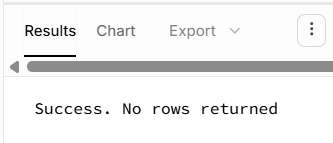 Results Chart Export
Success. No rows returned